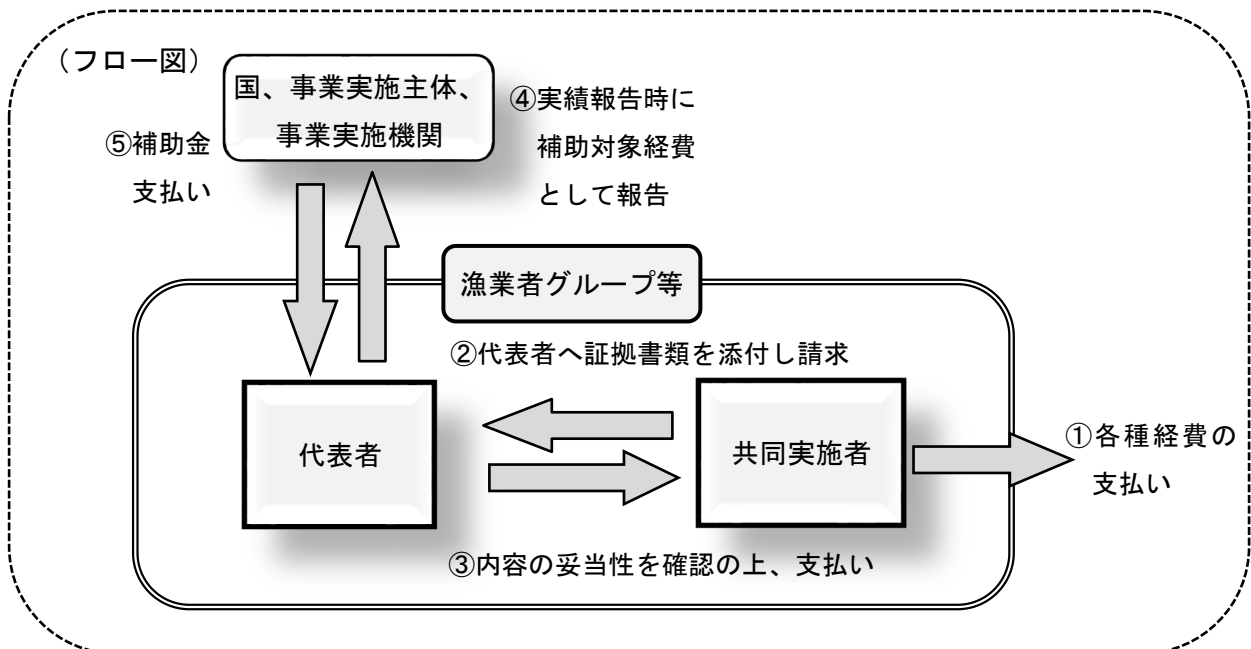 （フロー図）
国、事業実施主体、
事業実施機関
④実績報告時に
補助対象経費
として報告
⑤補助金
支払い
漁業者グループ等
②代表者へ証拠書類を添付し請求
代表者
共同実施者
①各種経費の
支払い
③内容の妥当性を確認の上、支払い